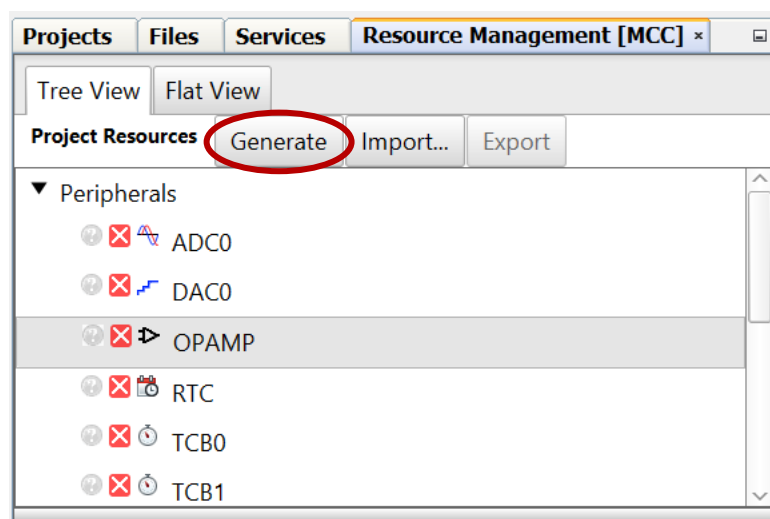 Projects Files Services Resource Management [MCC] ×
Tree View Flat View
Project Resources Generate Import... Export
Peripherals
ADC0
DAC0
OPAMP
RTC
TCB0
TCB1